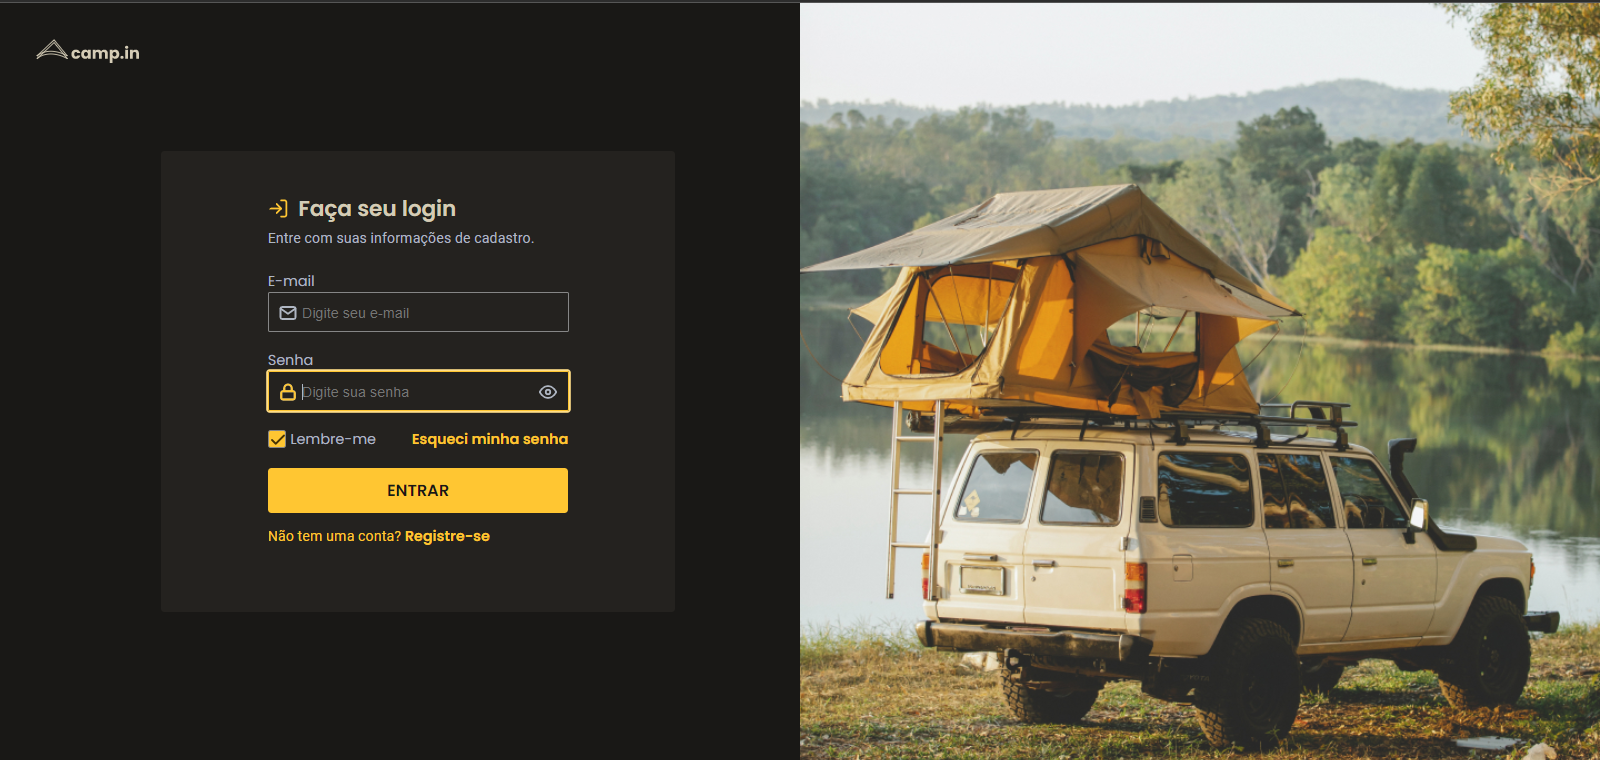 camp.in
Faça seu login
Entre com suas informações de cadastro.
E-mail
Digite seu e-mail
Senha
Digite sua senha
Lembre-me Esqueci minha senha
ENTRAR
Não tem uma conta? Registre-se